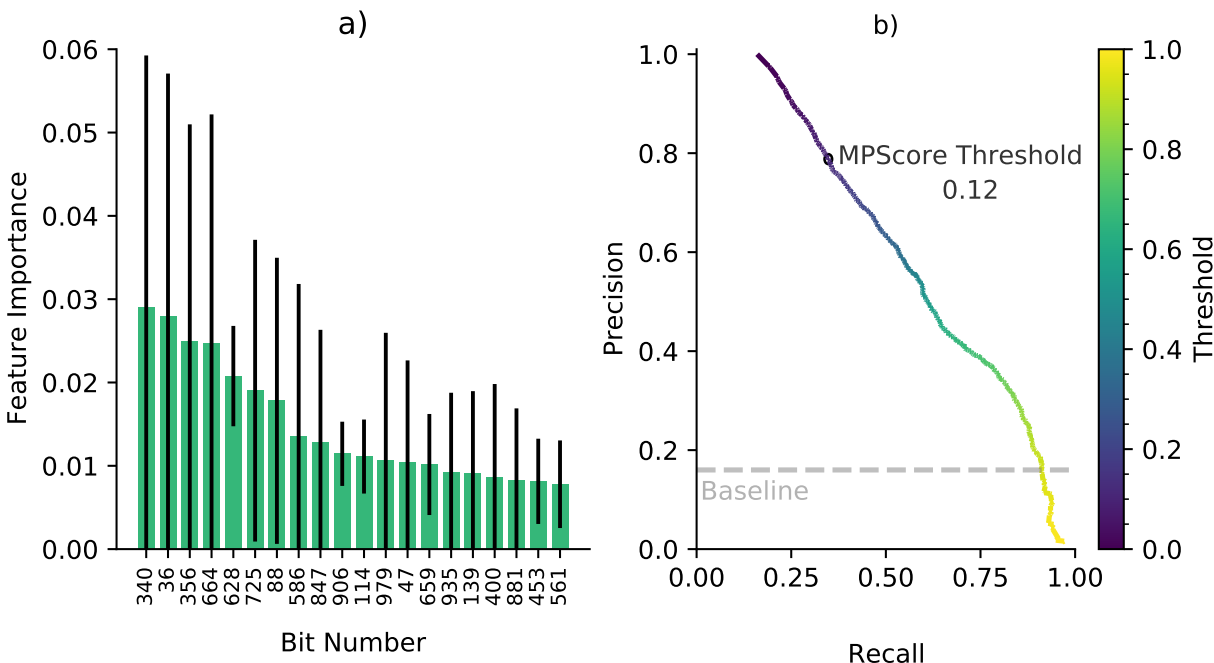 a)
Feature Importance
0.06
0.05
0.04
0.03
0.02
0.01
0.00
340 36 356 664 628 725 88 586 847 906 114 979 47 659 935 139 400 881 453 561
Bit Number
b)
Precision
1.0
0.8
0.6
0.4
0.2
0.0
MPScore Threshold
0.12
Baseline
0.00 0.25 0.50 0.75 1.00
Recall
1.0
0.8
0.6
0.4
0.2
0.0
Threshold